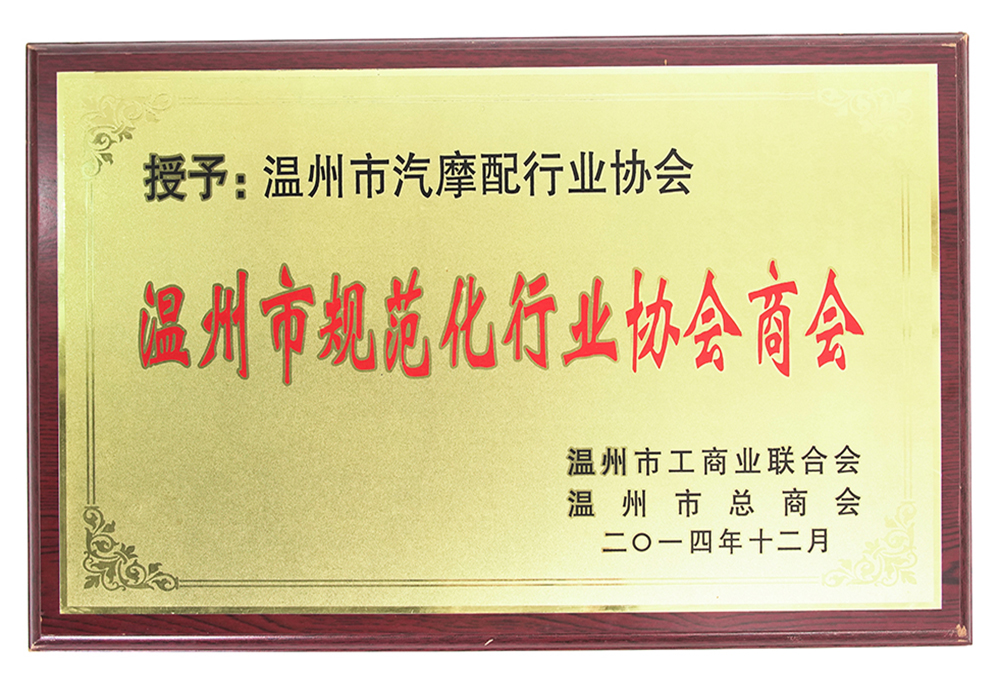 授予：温州市汽摩配行业协会
温州市规范化行业协会商会
温州市工商业联合会
温州市总商会
二〇一四年十二月